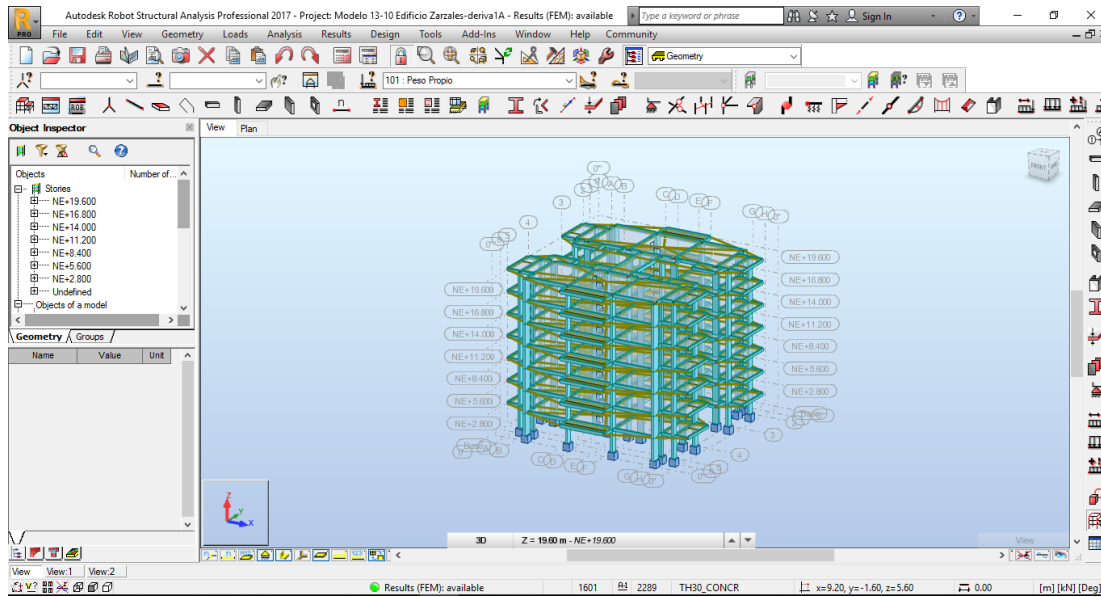 Autodesk Robot Structural Analysis Professional 2017 - Project: Modelo 13-10 Edificio Zarzales-deriva1A - Results (FEM): available
Type a keyword or phrase
Sign In
PRO
File Edit View Geometry Loads Analysis Results Design Tools Add-Ins Window Help Community
Geometry
101 : Peso Propio
Object Inspector
View Plan
Objects Number of...
Stories
NE+19.600
NE+16.800
NE+14.000
NE+11.200
NE+8.400
NE+5.600
NE+2.800
Undefined
Objects of a model
Geometry Groups
Name Value Unit
FRONT
3
4
NE+19.600
NE+16.800
NE+14.000
NE+11.200
NE+8.400
NE+5.600
NE+2.800
NE+19.600
NE+16.800
NE+14.000
NE+11.200
NE+8.400
NE+5.600
NE+2.800
3
4
Z
Y
X
3D Z = 19.60 m - NE+19.600
View
View View:1 View:2
Results (FEM): available
1601
2289
TH30_CONCR
x=9.20, y=-1.60, z=5.60
0.00
[m] [kN] [Deg]